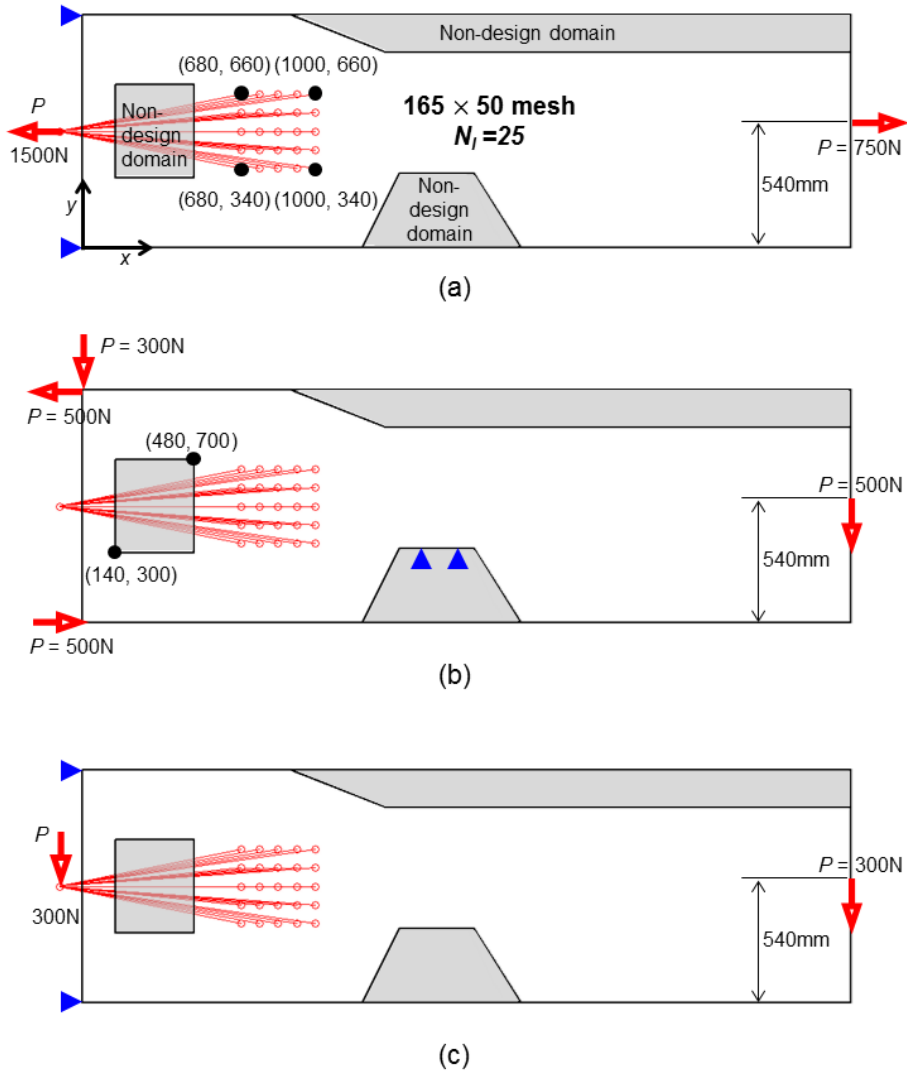 Non-design domain
(680, 660) (1000, 660)
165 × 50 mesh
N_l =25
P
1500N
Non-
design
domain
P = 750N
540mm
(680, 340) (1000, 340)
Non-
design
domain
y
x
(a)
P = 300N
P = 500N
(480, 700)
P = 500N
540mm
(140, 300)
P = 500N
(b)
P
300N
P = 300N
540mm
(c)